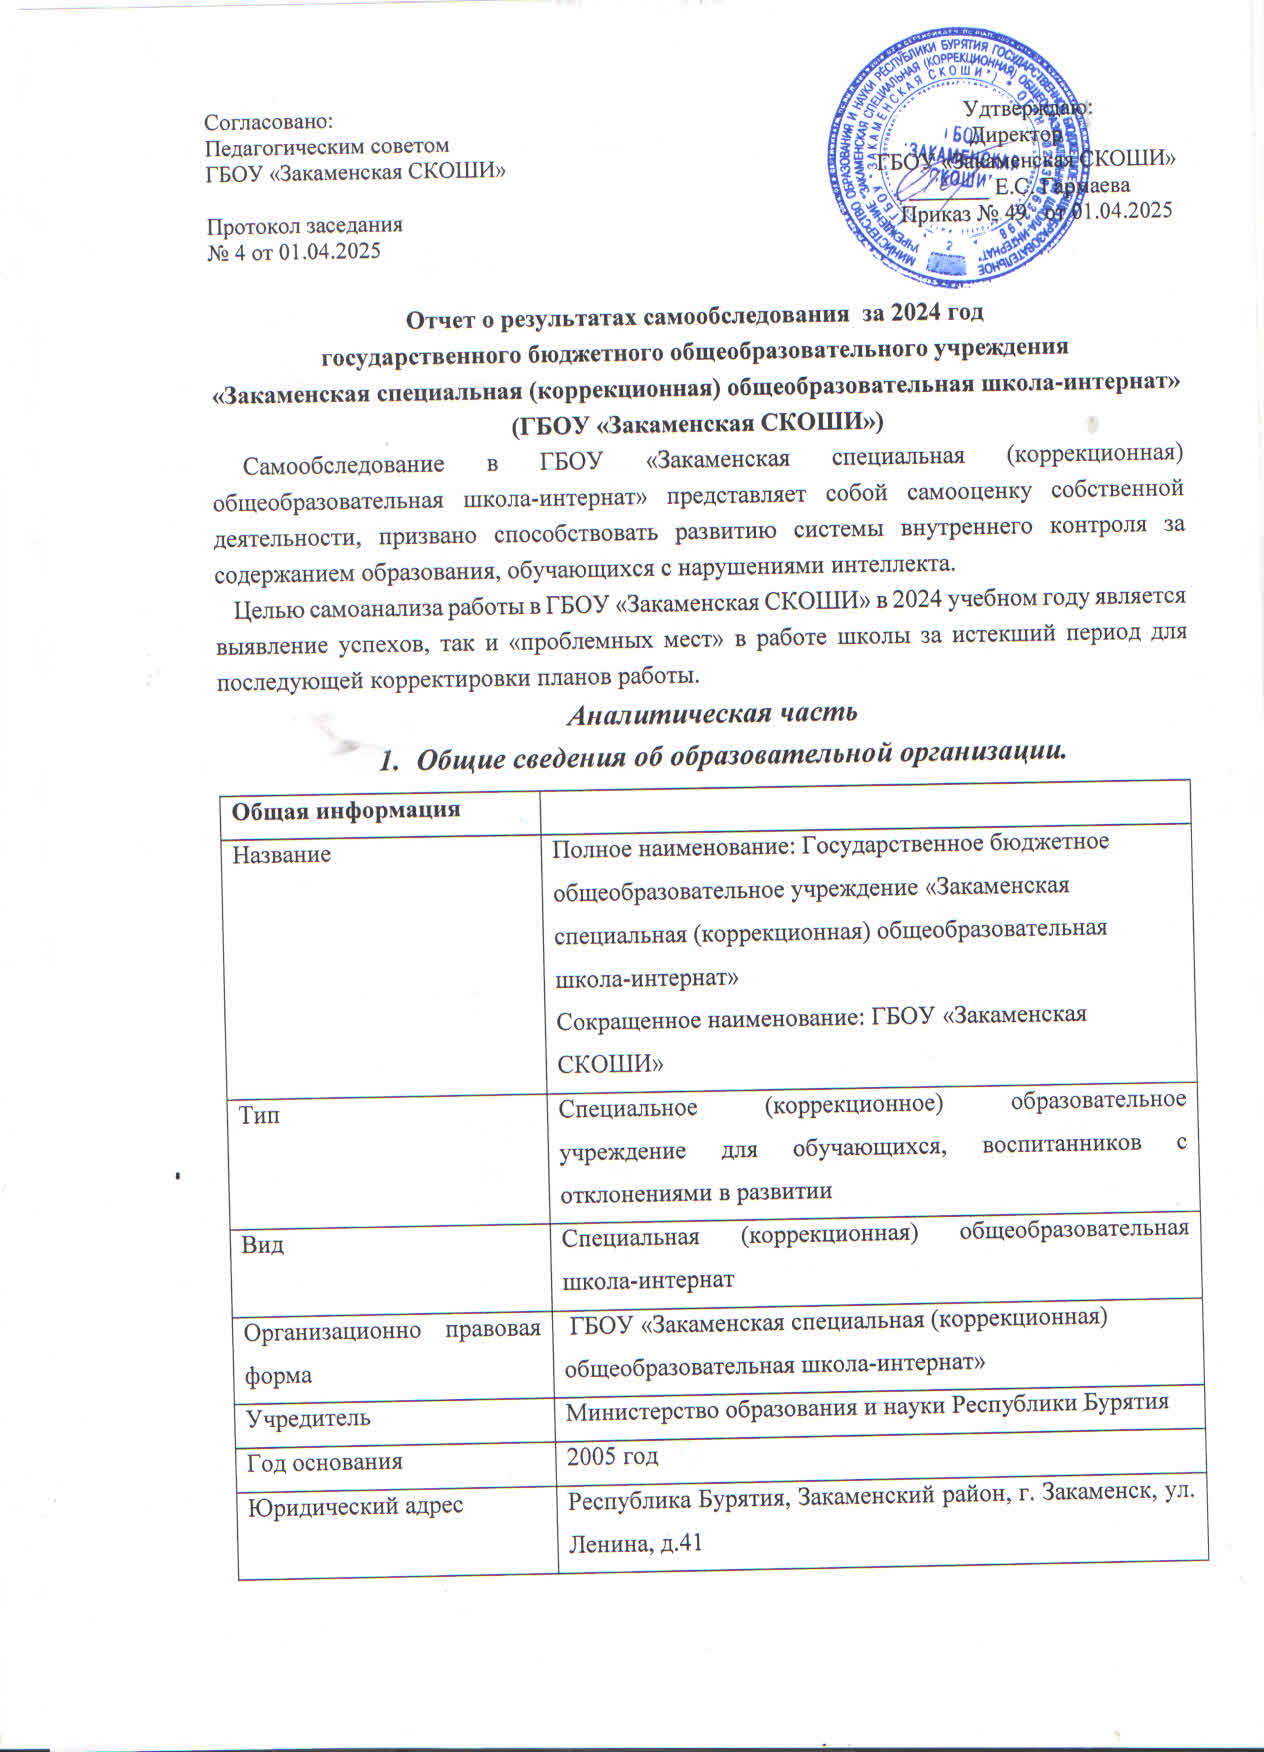 Согласовано:
Педагогическим советом
ГБОУ «Закаменская СКОШИ»
Протокол заседания
№ 4 от 01.04.2025
Удтверждаю:
Директор
ГБОУ «Закаменская СКОШИ»
Е.С. Гармаева
Приказ № 49 от 01.04.2025
Отчет о результатах самообследования за 2024 год
государственного бюджетного общеобразовательного учреждения
«Закаменская специальная (коррекционная) общеобразовательная школа-интернат»
(ГБОУ «Закаменская СКОШИ»)
Самообследование в ГБОУ «Закаменская специальная (коррекционная)
общеобразовательная школа-интернат» представляет собой самооценку собственной
деятельности, призвано способствовать развитию системы внутреннего контроля за
содержанием образования, обучающихся с нарушениями интеллекта.
Целью самоанализа работы в ГБОУ «Закаменская СКОШИ» в 2024 учебном году является
выявление успехов, так и «проблемных мест» в работе школы за истекший период для
последующей корректировки планов работы.
Аналитическая часть
1. Общие сведения об образовательной организации.
Общая информация
Название
Полное наименование: Государственное бюджетное
общеобразовательное учреждение «Закаменская
специальная (коррекционная) общеобразовательная
школа-интернат»
Сокращенное наименование: ГБОУ «Закаменская
СКОШИ»
Тип
Специальное (коррекционное) образовательное
учреждение для обучающихся, воспитанников с
отклонениями в развитии
Вид
Специальная (коррекционная) общеобразовательная
школа-интернат
Организационно правовая
форма
ГБОУ «Закаменская специальная (коррекционная)
общеобразовательная школа-интернат»
Учредитель
Министерство образования и науки Республики Бурятия
Год основания
2005 год
Юридический адрес
Республика Бурятия, Закаменский район, г. Закаменск, ул.
Ленина, д.41